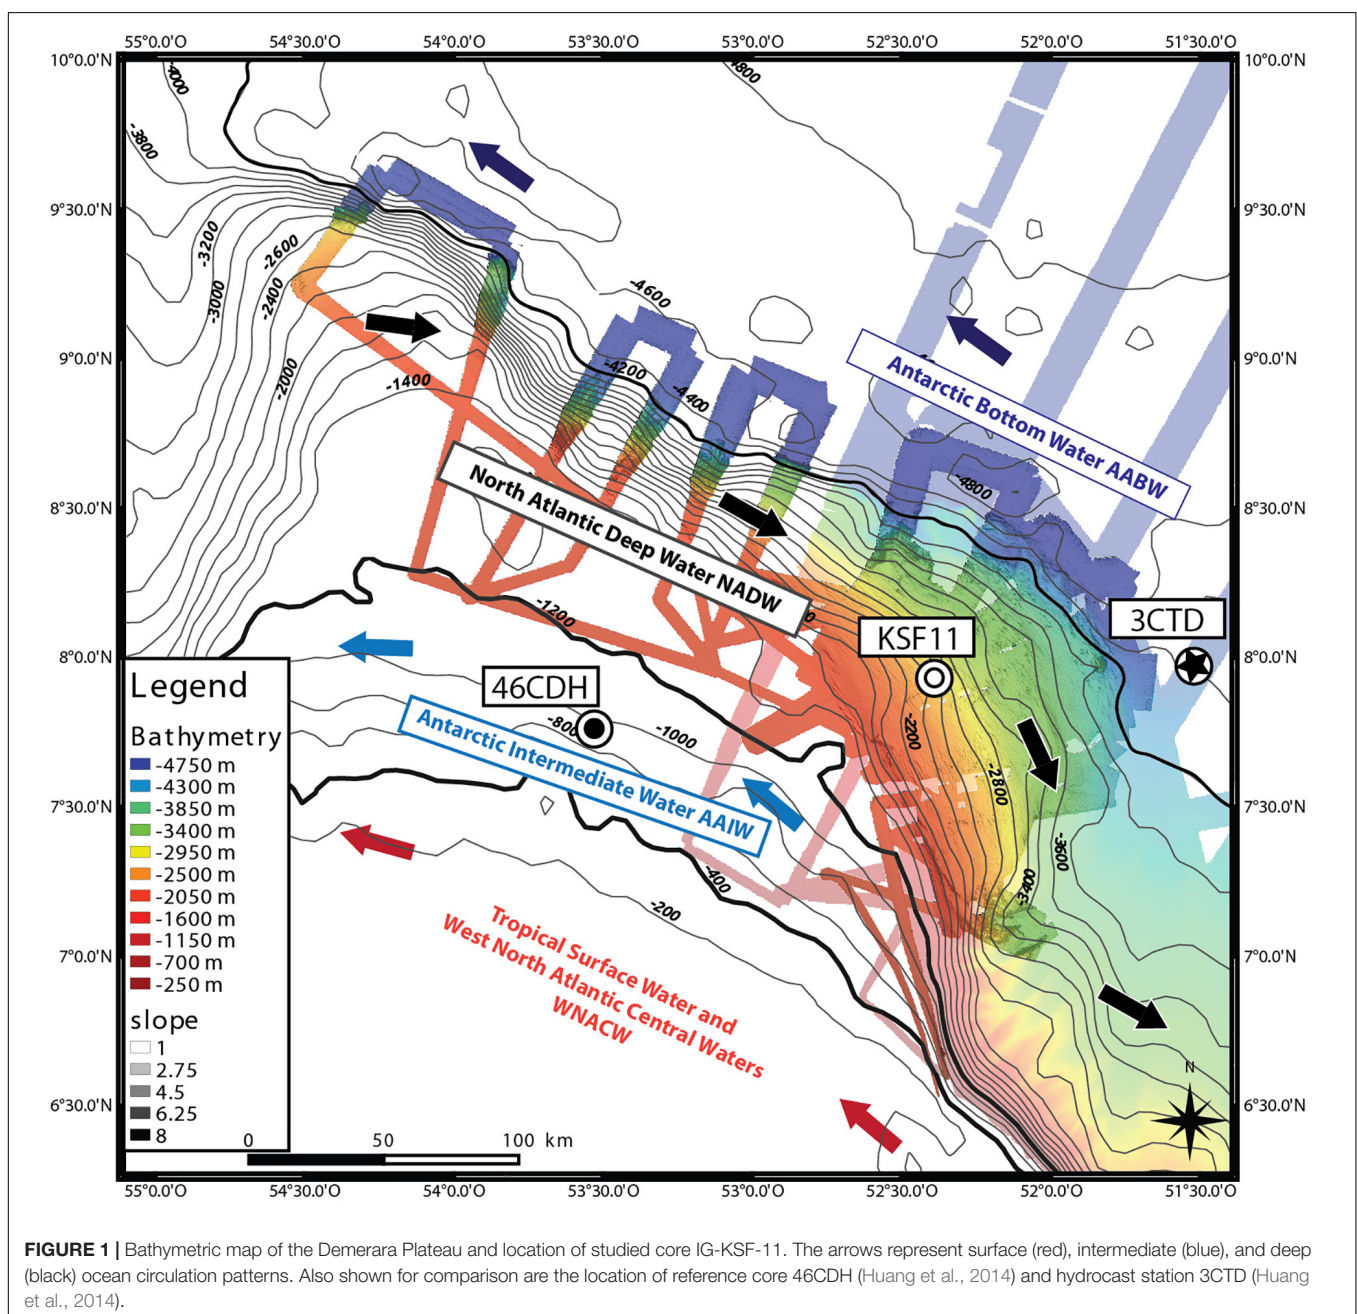 55°0.0'O 54°30.0'O 54°0.0'O 53°30.0'O 53°0.0'O 52°30.0'O 52°0.0'O 51°30.0'O
10°0.0'N
10°0.0'N
-4000
-4800
-3800
9°30.0'N
9°30.0'N
-3200
-2600
-3000
-2400
-4600
9°0.0'N
9°0.0'N
-2000
-1400
-4200
-4400
Antarctic Bottom Water AABW
-4800
North Atlantic Deep Water NADW
8°30.0'N
8°30.0'N
-1200
KSF11
3CTD
8°0.0'N
8°0.0'N
46CDH
-800
-1000
-2200
-2800
Antarctic Intermediate Water AAIW
7°30.0'N
-3600
-3400
-400
-200
Tropical Surface Water and
West North Atlantic Central Waters
WNACW
7°0.0'N
7°0.0'N
6°30.0'N
6°30.0'N
N
Legend
Bathymetry
-4750 m
-4300 m
-3850 m
-3400 m
-2950 m
-2500 m
-2050 m
-1600 m
-1150 m
-700 m
-250 m
slope
1
2.75
4.5
6.25
8
0 50 100 km
7°30.0'N
55°0.0'O 54°30.0'O 54°0.0'O 53°30.0'O 53°0.0'O 52°30.0'O 52°0.0'O 51°30.0'O
FIGURE 1 | Bathymetric map of the Demerara Plateau and location of studied core IG-KSF-11. The arrows represent surface (red), intermediate (blue), and deep
(black) ocean circulation patterns. Also shown for comparison are the location of reference core 46CDH (Huang et al., 2014) and hydrocast station 3CTD (Huang
et al., 2014).